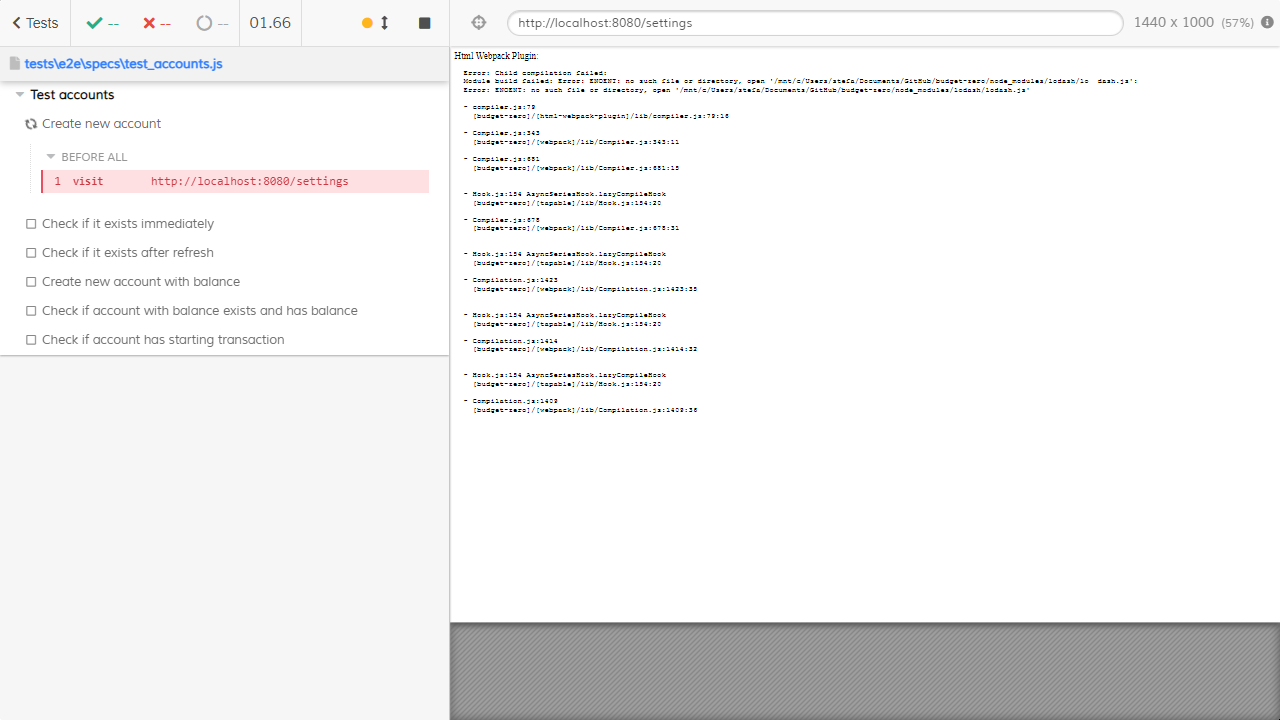 Tests
--
--
--
01.66
http://localhost:8080/settings
1440 x 1000 (57%)
tests\e2e\specs\test_accounts.js
Test accounts
Create new account
BEFORE ALL
1 visit http://localhost:8080/settings
Check if it exists immediately
Check if it exists after refresh
Create new account with balance
Check if account with balance exists and has balance
Check if account has starting transaction
Html Webpack Plugin:
Error: Child compilation failed:
Module build failed: Error: ENOENT: no such file or directory, open '/mnt/c/Users/stefa/Documents/GitHub/budget-zero/node_modules/lodash/lo dash.js':
Error: ENOENT: no such file or directory, open '/mnt/c/Users/stefa/Documents/GitHub/budget-zero/node_modules/lodash/lodash.js'
- compiler.js:79
[budget-zero]/[html-webpack-plugin]/lib/compiler.js:79:16
- Compiler.js:343
[budget-zero]/[webpack]/lib/Compiler.js:343:11
- Compiler.js:681
[budget-zero]/[webpack]/lib/Compiler.js:681:15
- Hook.js:154 AsyncSeriesHook.lazyCompileHook
[budget-zero]/[tapable]/lib/Hook.js:154:20
- Compiler.js:678
[budget-zero]/[webpack]/lib/Compiler.js:678:31
- Hook.js:154 AsyncSeriesHook.lazyCompileHook
[budget-zero]/[tapable]/lib/Hook.js:154:20
- Compilation.js:1423
[budget-zero]/[webpack]/lib/Compilation.js:1423:35
- Hook.js:154 AsyncSeriesHook.lazyCompileHook
[budget-zero]/[tapable]/lib/Hook.js:154:20
- Compilation.js:1414
[budget-zero]/[webpack]/lib/Compilation.js:1414:32
- Hook.js:154 AsyncSeriesHook.lazyCompileHook
[budget-zero]/[tapable]/lib/Hook.js:154:20
- Compilation.js:1409
[budget-zero]/[webpack]/lib/Compilation.js:1409:36